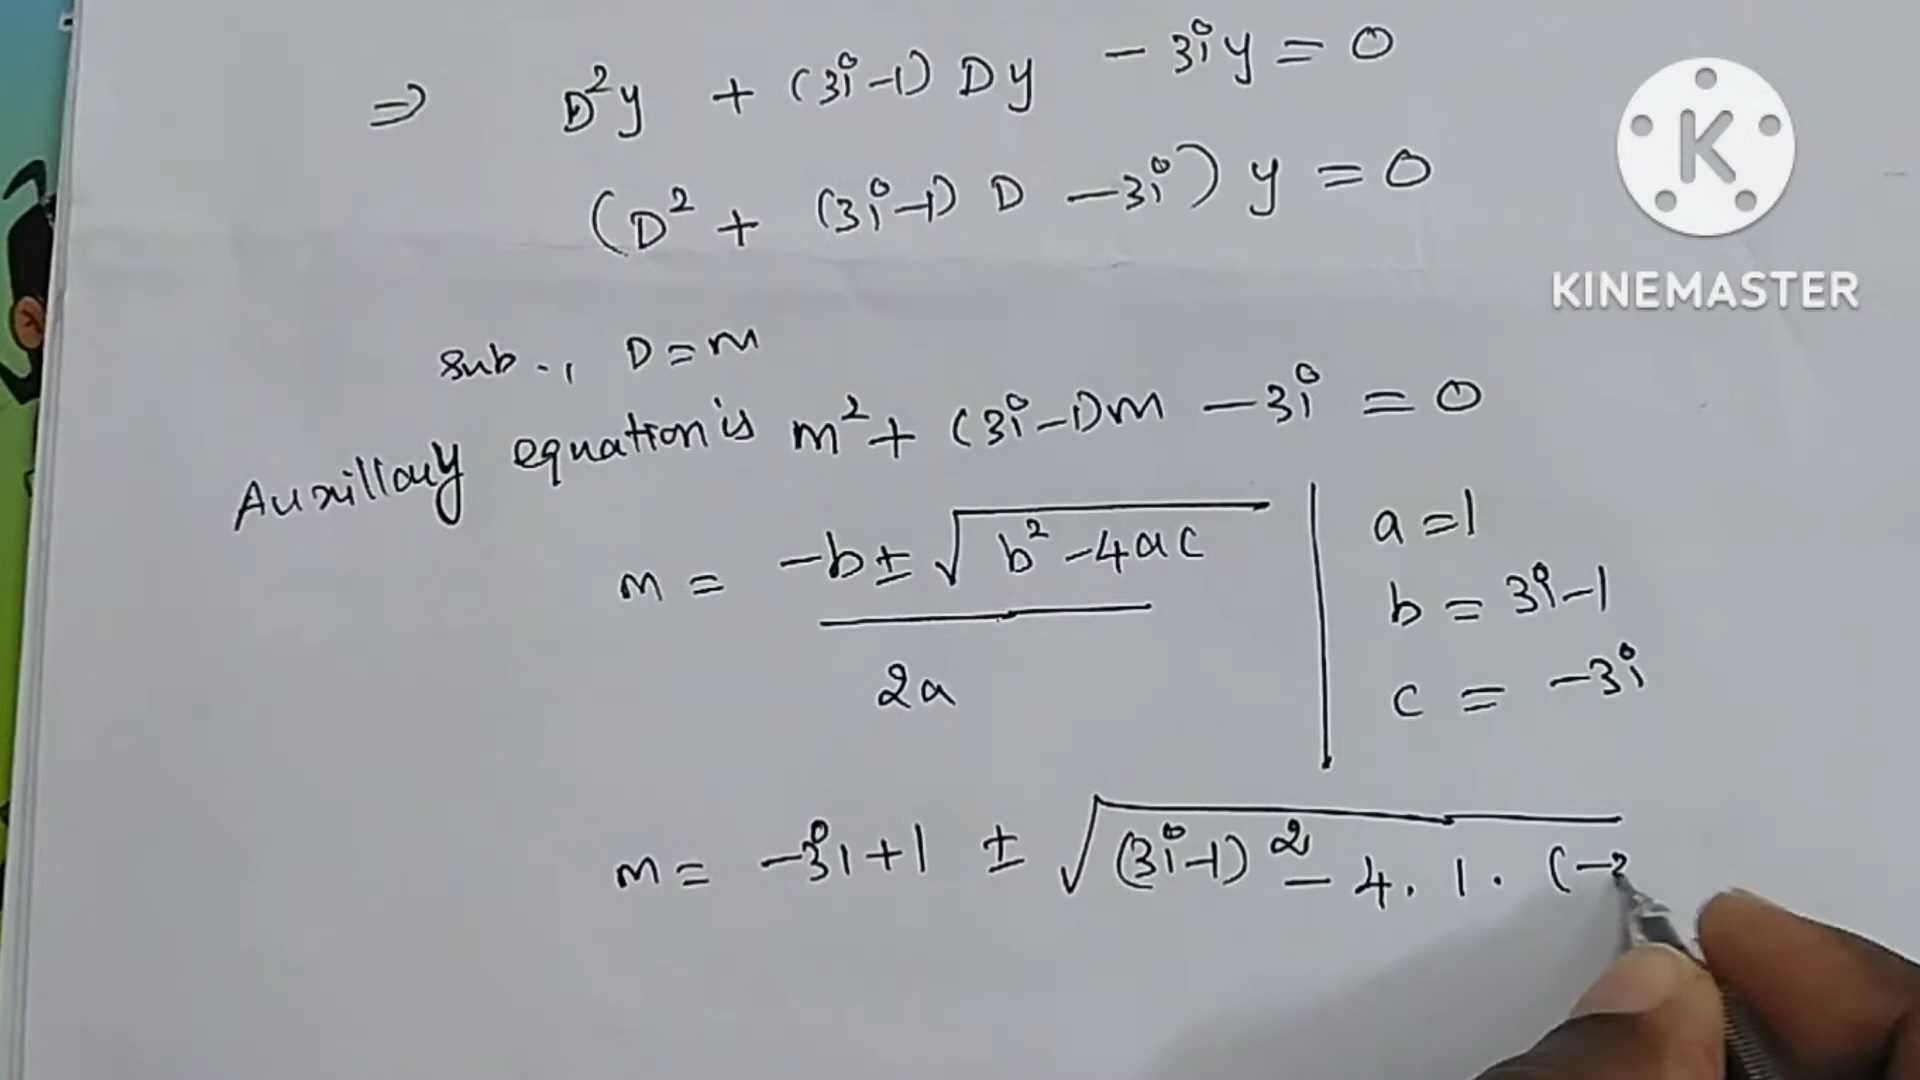 ⇒ D²y + (3i-1) Dy - 3iy = 0
(D² + (3i-1) D - 3i) y = 0
K
KINEMASTER
sub., D = m
Auxillary equation is m² + (3i-1)m - 3i = 0
m = -b ± √(b² - 4ac) / 2a
a = 1
b = 3i-1
c = -3i
m = -3i+1 ± √(3i-1)² - 4 . 1 . (-3